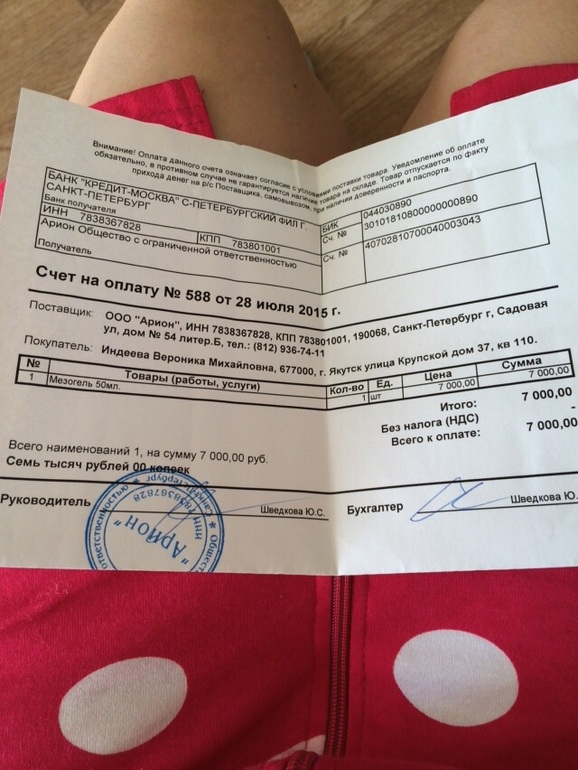 Внимание! Оплата данного счета означает согласие с условиями поставки товара. Уведомление об оплате
обязательно, в противном случае не гарантируется наличие товара на складе. Товар отпускается по факту
прихода денег на р/с Поставщика, самовывозом, при наличии доверенности и паспорта.
БАНК "КРЕДИТ-МОСКВА" С-ПЕТЕРБУРГСКИЙ ФИЛ Г.
САНКТ-ПЕТЕРБУРГ
Банк получателя
БИК 044030890
Сч. № 30101810800000000890
ИНН 7838367828 КПП 783801001
Сч. № 40702810700040003043
Арион Общество с ограниченной ответственностью
Получатель
Счет на оплату № 588 от 28 июля 2015 г.
Поставщик: ООО "Арион", ИНН 7838367828, КПП 783801001, 190068, Санкт-Петербург г, Садовая
ул, дом № 54 литер.Б, тел.: (812) 936-74-11
Покупатель: Индеева Вероника Михайловна, 677000, г. Якутск улица Крупской дом 37, кв 110.
№ Товары (работы, услуги) Кол-во Ед. Цена Сумма
1 Мезогель 50мл. 1 шт 7 000,00 7 000,00
Итого: 7 000,00
Без налога (НДС) -
Всего к оплате: 7 000,00
Всего наименований 1, на сумму 7 000,00 руб.
Семь тысяч рублей 00 копеек
Руководитель Шведкова Ю.С. Бухгалтер Шведкова Ю.
ответственностью
Санкт-Петербург
ИНН 7838367828
"Арион"